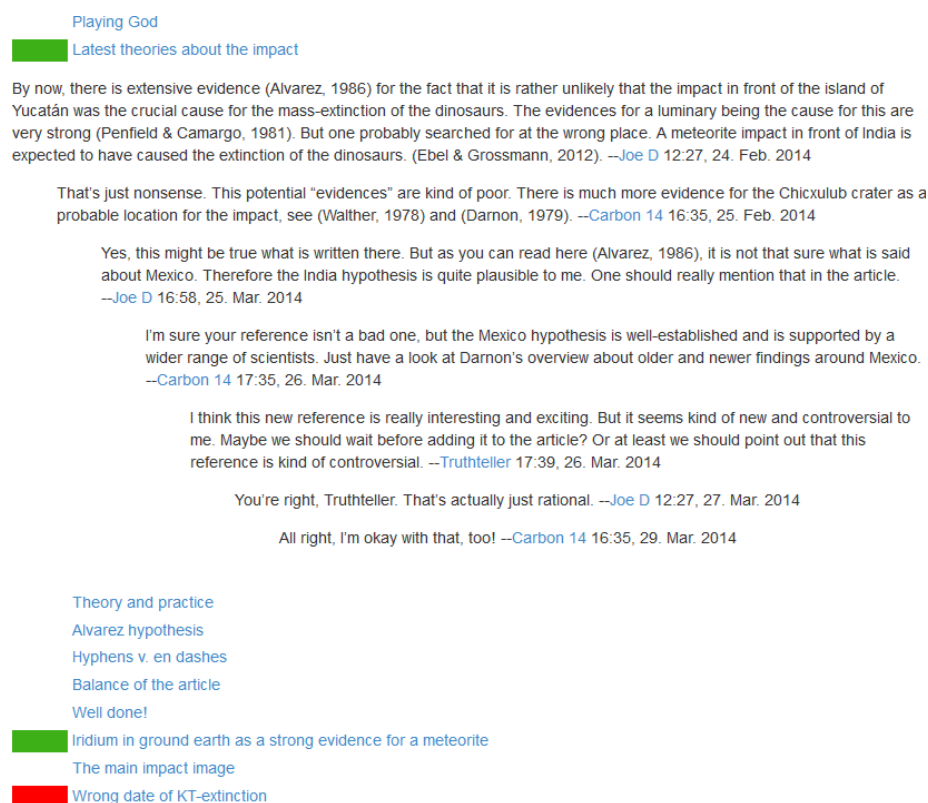 Playing God
Latest theories about the impact
By now, there is extensive evidence (Alvarez, 1986) for the fact that it is rather unlikely that the impact in front of the island of
Yucatán was the crucial cause for the mass-extinction of the dinosaurs. The evidences for a luminary being the cause for this are
very strong (Penfield & Camargo, 1981). But one probably searched for at the wrong place. A meteorite impact in front of India is
expected to have caused the extinction of the dinosaurs. (Ebel & Grossmann, 2012). --Joe D 12:27, 24. Feb. 2014
That's just nonsense. This potential “evidences” are kind of poor. There is much more evidence for the Chicxulub crater as a
probable location for the impact, see (Walther, 1978) and (Darnon, 1979). --Carbon 14 16:35, 25. Feb. 2014
Yes, this might be true what is written there. But as you can read here (Alvarez, 1986), it is not that sure what is said
about Mexico. Therefore the India hypothesis is quite plausible to me. One should really mention that in the article.
--Joe D 16:58, 25. Mar. 2014
I'm sure your reference isn't a bad one, but the Mexico hypothesis is well-established and is supported by a
wider range of scientists. Just have a look at Darnon's overview about older and newer findings around Mexico.
--Carbon 14 17:35, 26. Mar. 2014
I think this new reference is really interesting and exciting. But it seems kind of new and controversial to
me. Maybe we should wait before adding it to the article? Or at least we should point out that this
reference is kind of controversial. --Truthteller 17:39, 26. Mar. 2014
You're right, Truthteller. That's actually just rational. --Joe D 12:27, 27. Mar. 2014
All right, I'm okay with that, too! --Carbon 14 16:35, 29. Mar. 2014
Theory and practice
Alvarez hypothesis
Hyphens v. en dashes
Balance of the article
Well done!
Iridium in ground earth as a strong evidence for a meteorite
The main impact image
Wrong date of KT-extinction